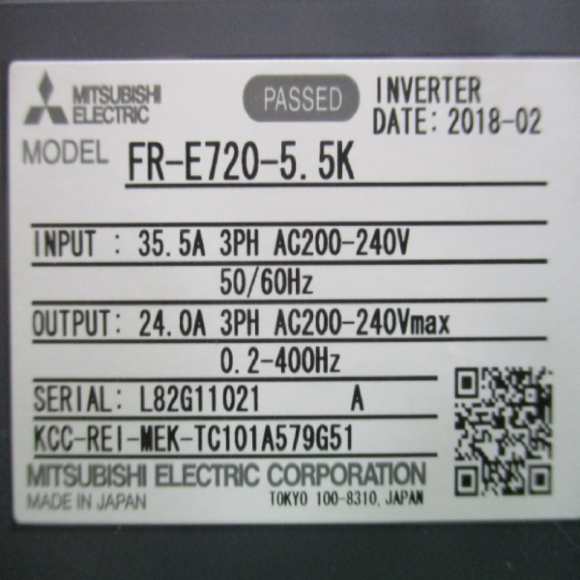 MITSUBISHI ELECTRIC
PASSED
INVERTER
DATE: 2018-02
MODEL FR-E720-5.5K
INPUT : 35.5A 3PH AC200-240V
50/60Hz
OUTPUT: 24.0A 3PH AC200-240Vmax
0.2-400Hz
SERIAL: L82G11021 A
KCC-REI-MEK-TC101A579G51
MITSUBISHI ELECTRIC CORPORATION
MADE IN JAPAN TOKYO 100-8310, JAPAN